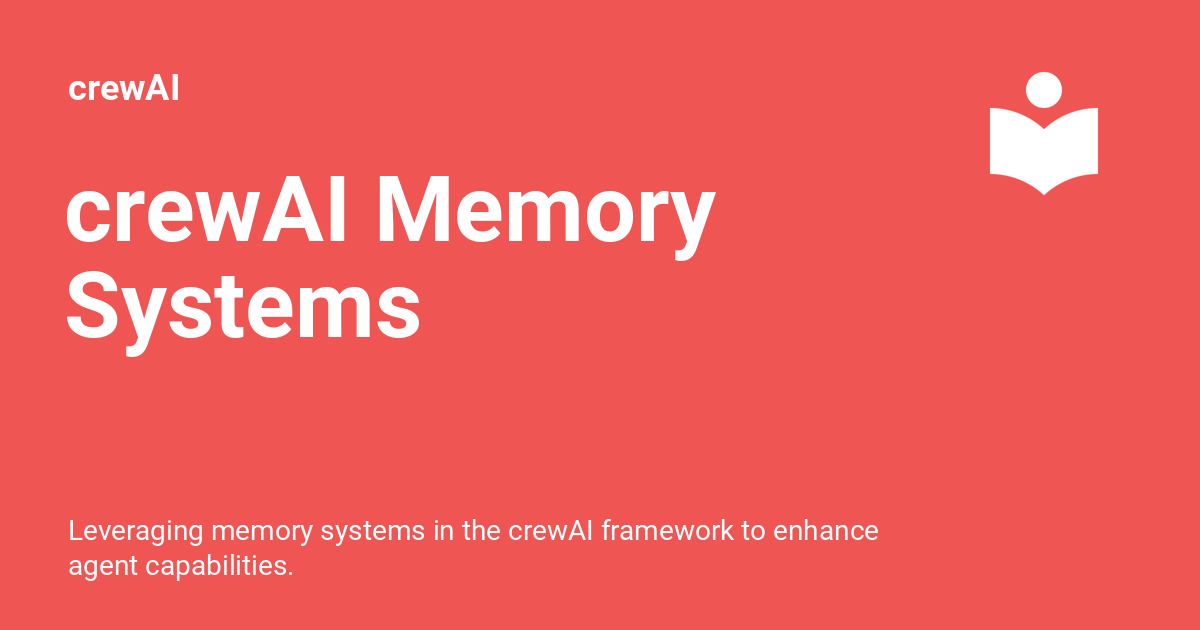 crewAI
crewAI Memory
Systems
Leveraging memory systems in the crewAI framework to enhance
agent capabilities.